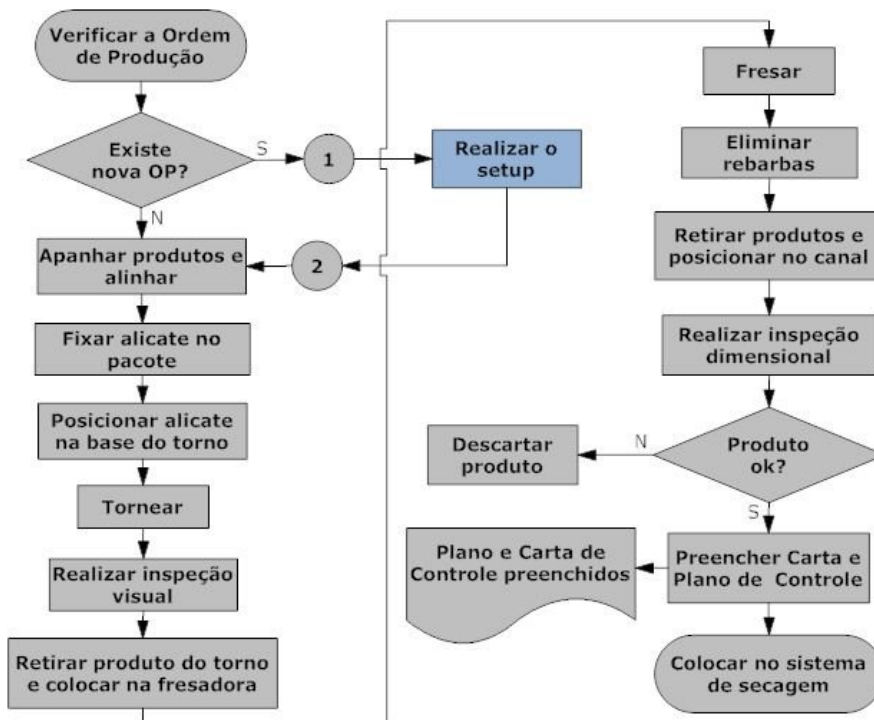 Verificar a Ordem
de Produção
Existe
nova OP?
S
1
Realizar o
setup
N
Apanhar produtos e
alinhar
2
Fixar alicate no
pacote
Posicionar alicate
na base do torno
Tornear
Realizar inspeção
visual
Retirar produto do torno
e colocar na fresadora
Fresar
Eliminar
rebarbas
Retirar produtos e
posicionar no canal
Realizar inspeção
dimensional
Produto
ok?
N
Descartar
produto
S
Preencher Carta e
Plano de Controle
Plano e Carta de
Controle preenchidos
Colocar no sistema
de secagem